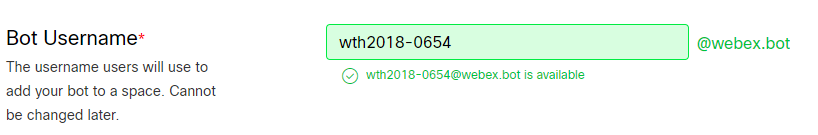 Bot Username*
The username users will use to
add your bot to a space. Cannot
be changed later.
wth2018-0654
@webex.bot
wth2018-0654@webex.bot is available